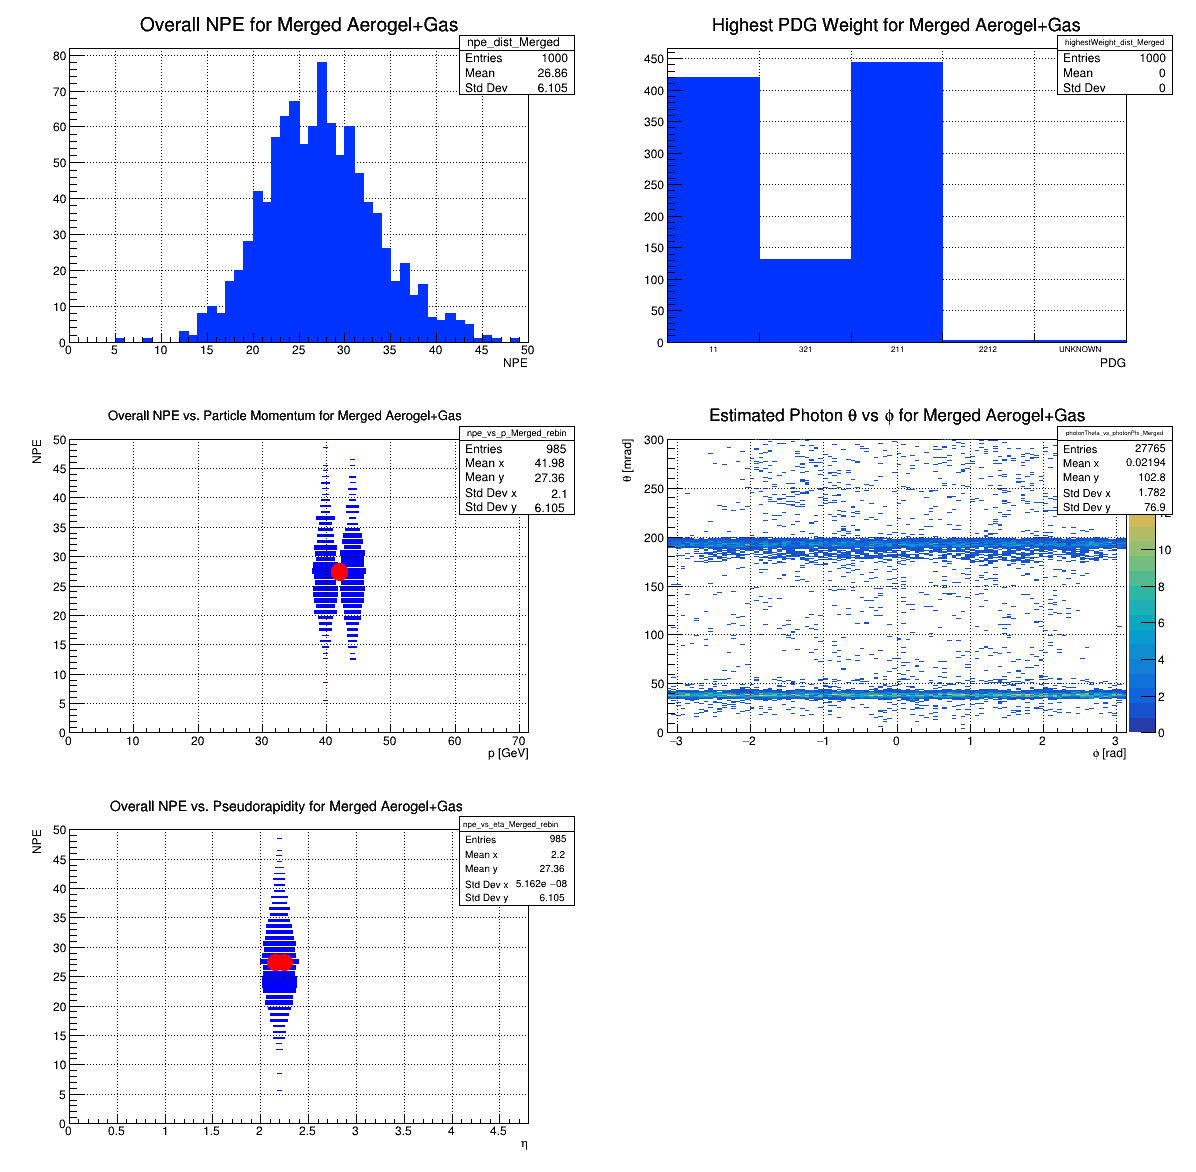 Overall NPE for Merged Aerogel+Gas
npe_dist_Merged
Entries 1000
Mean 26.86
Std Dev 6.105
80
70
60
50
40
30
20
10
0
0 5 10 15 20 25 30 35 40 45 50
NPE
Highest PDG Weight for Merged Aerogel+Gas
highestWeight_dist_Merged
Entries 1000
Mean 0
Std Dev 0
450
400
350
300
250
200
150
100
50
0
11 321 211 2212 UNKNOWN
PDG
Overall NPE vs. Particle Momentum for Merged Aerogel+Gas
npe_vs_p_Merged_rebin
Entries 985
Mean x 41.98
Mean y 27.36
Std Dev x 2.1
Std Dev y 6.105
NPE
50
45
40
35
30
25
20
15
10
5
0
0 10 20 30 40 50 60 70
p [GeV]
Estimated Photon θ vs ϕ for Merged Aerogel+Gas
photonTheta_vs_photonPhi_Merged
Entries 27765
Mean x 0.02194
Mean y 102.8
Std Dev x 1.782
Std Dev y 76.9
θ [mrad]
300
250
200
150
100
50
0
−3 −2 −1 0 1 2 3
ϕ [rad]
10
8
6
4
2
0
Overall NPE vs. Pseudorapidity for Merged Aerogel+Gas
npe_vs_eta_Merged_rebin
Entries 985
Mean x 2.2
Mean y 27.36
Std Dev x 5.162e −08
Std Dev y 6.105
NPE
50
45
40
35
30
25
20
15
10
5
0
0 0.5 1 1.5 2 2.5 3 3.5 4 4.5
η